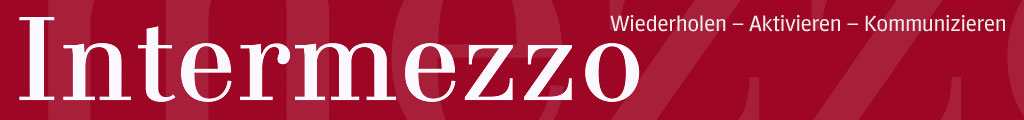 Intermezzo
Wiederholen – Aktivieren – Kommunizieren